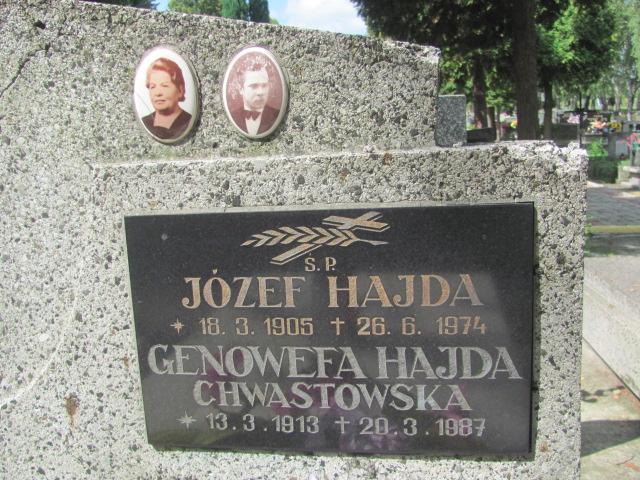 Ś.P.
JÓZEF HAJDA
* 18.3.1905 + 26.6.1974
GENOWEFA HAJDA
CHWASTOWSKA
* 13.3.1913 + 20.3.1987